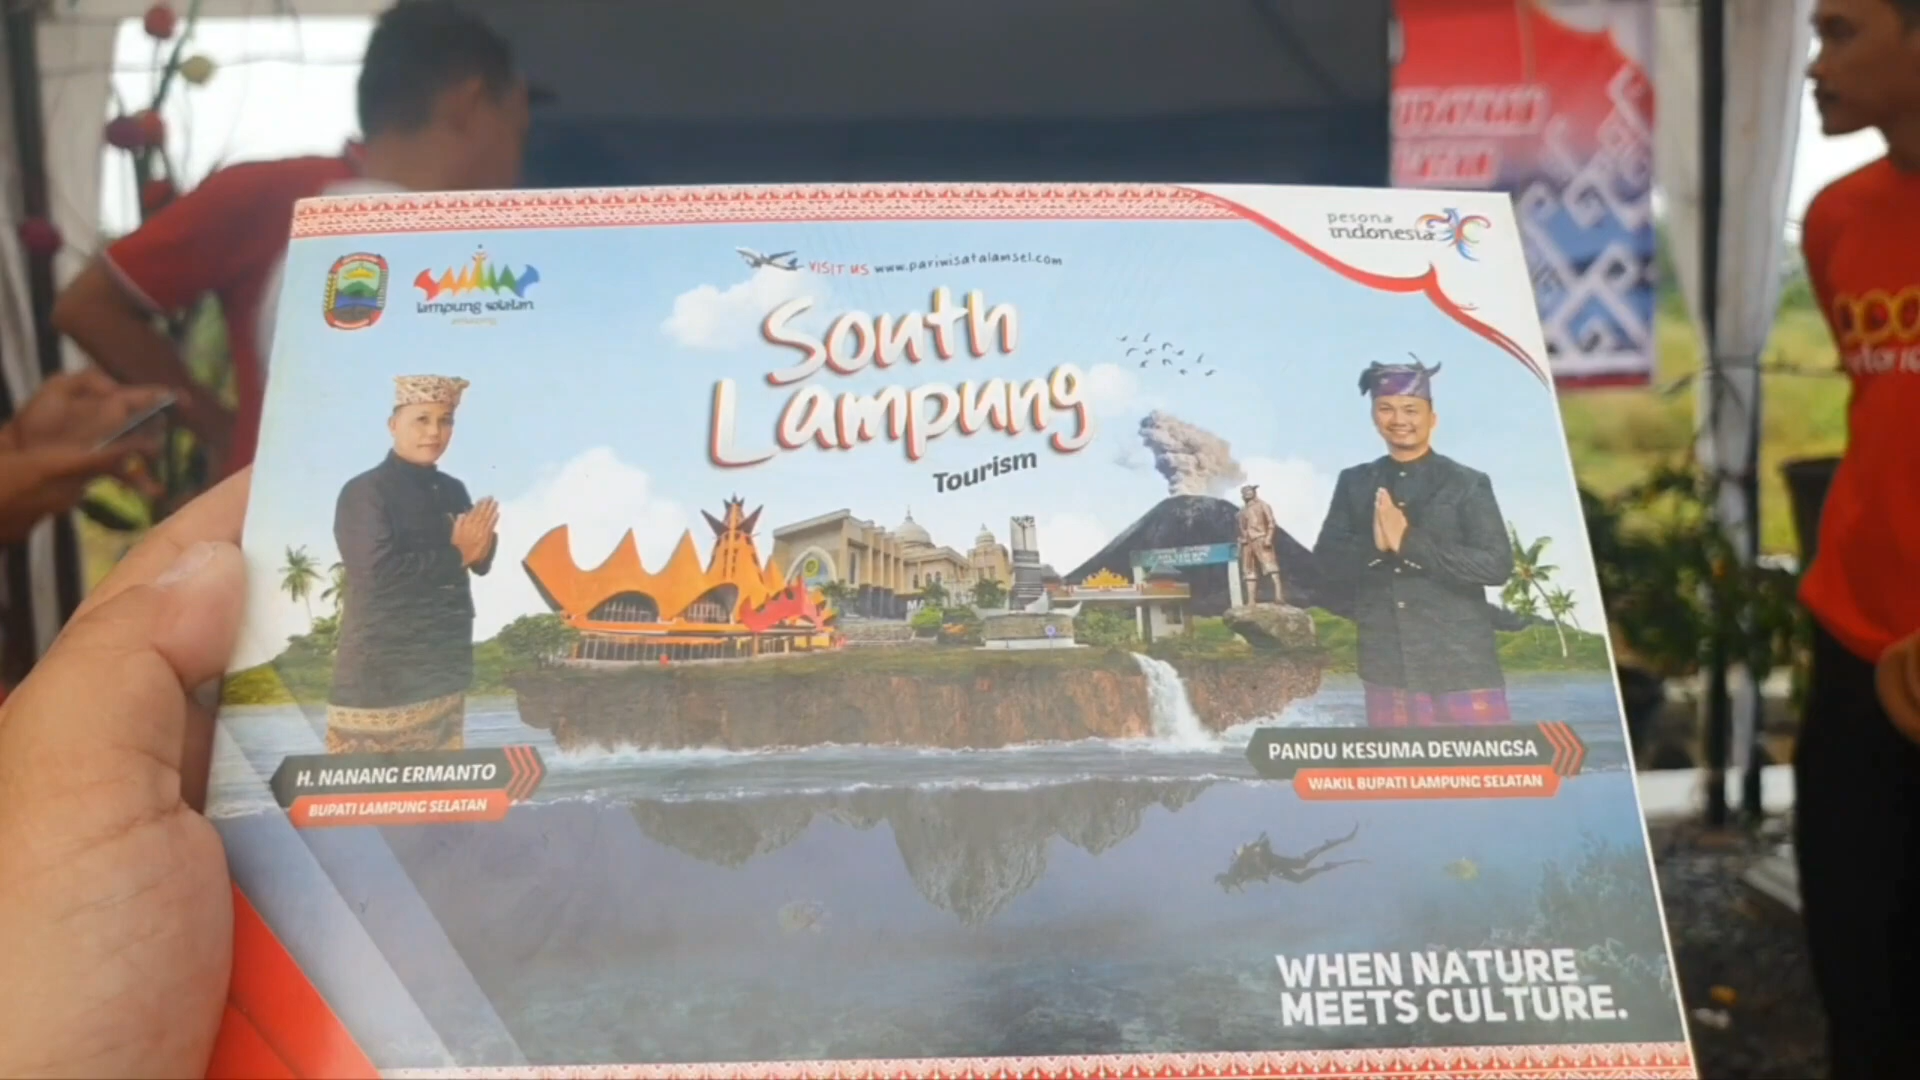 pesona
indonesia
lampung selatan
VISIT US www.pariwisatalamsel.com
South
Lampung
Tourism
H. NANANG ERMANTO
BUPATI LAMPUNG SELATAN
PANDU KESUMA DEWANGSA
WAKIL BUPATI LAMPUNG SELATAN
WHEN NATURE
MEETS CULTURE.